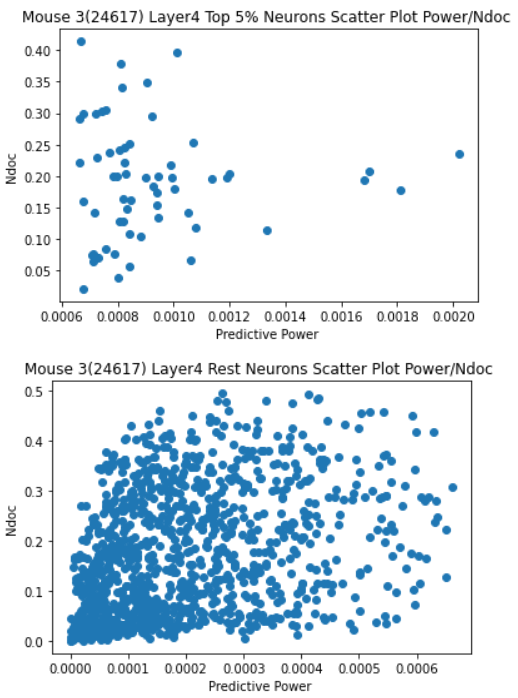 Mouse 3(24617) Layer4 Top 5% Neurons Scatter Plot Power/Ndoc
0.40
0.35
0.30
0.25
0.20
0.15
0.10
0.05
Ndoc
0.0006 0.0008 0.0010 0.0012 0.0014 0.0016 0.0018 0.0020
Predictive Power
Mouse 3(24617) Layer4 Rest Neurons Scatter Plot Power/Ndoc
0.5
0.4
0.3
0.2
0.1
0.0
Ndoc
0.0000 0.0001 0.0002 0.0003 0.0004 0.0005 0.0006
Predictive Power